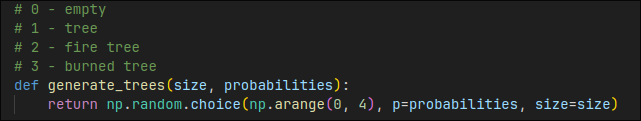 # 0 - empty
# 1 - tree
# 2 - fire tree
# 3 - burned tree
def generate_trees(size, probabilities):
    return np.random.choice(np.arange(0, 4), p=probabilities, size=size)